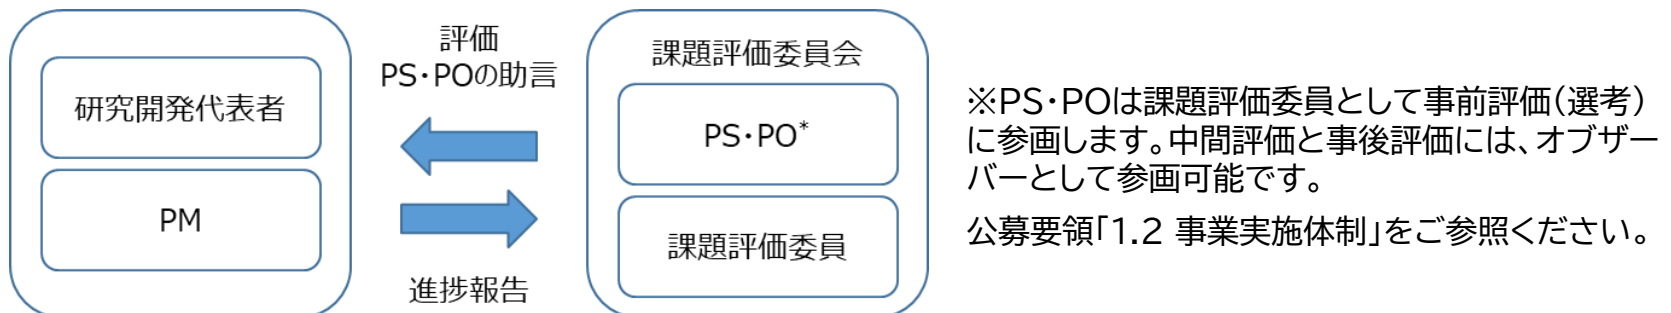 研究開発代表者
PM
評価
PS・POの助言
進捗報告
課題評価委員会
PS・PO*
課題評価委員
※PS・POは課題評価委員として事前評価(選考)
に参画します。中間評価と事後評価には、オブザー
バーとして参画可能です。
公募要領「1.2 事業実施体制」をご参照ください。